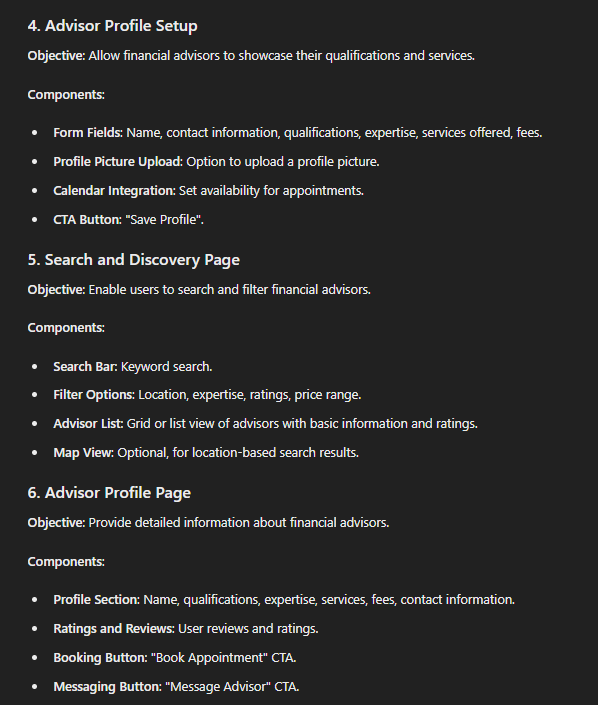 4. Advisor Profile Setup
Objective: Allow financial advisors to showcase their qualifications and services.
Components:
• Form Fields: Name, contact information, qualifications, expertise, services offered, fees.
• Profile Picture Upload: Option to upload a profile picture.
• Calendar Integration: Set availability for appointments.
• CTA Button: "Save Profile".
5. Search and Discovery Page
Objective: Enable users to search and filter financial advisors.
Components:
• Search Bar: Keyword search.
• Filter Options: Location, expertise, ratings, price range.
• Advisor List: Grid or list view of advisors with basic information and ratings.
• Map View: Optional, for location-based search results.
6. Advisor Profile Page
Objective: Provide detailed information about financial advisors.
Components:
• Profile Section: Name, qualifications, expertise, services, fees, contact information.
• Ratings and Reviews: User reviews and ratings.
• Booking Button: "Book Appointment" CTA.
• Messaging Button: "Message Advisor" CTA.